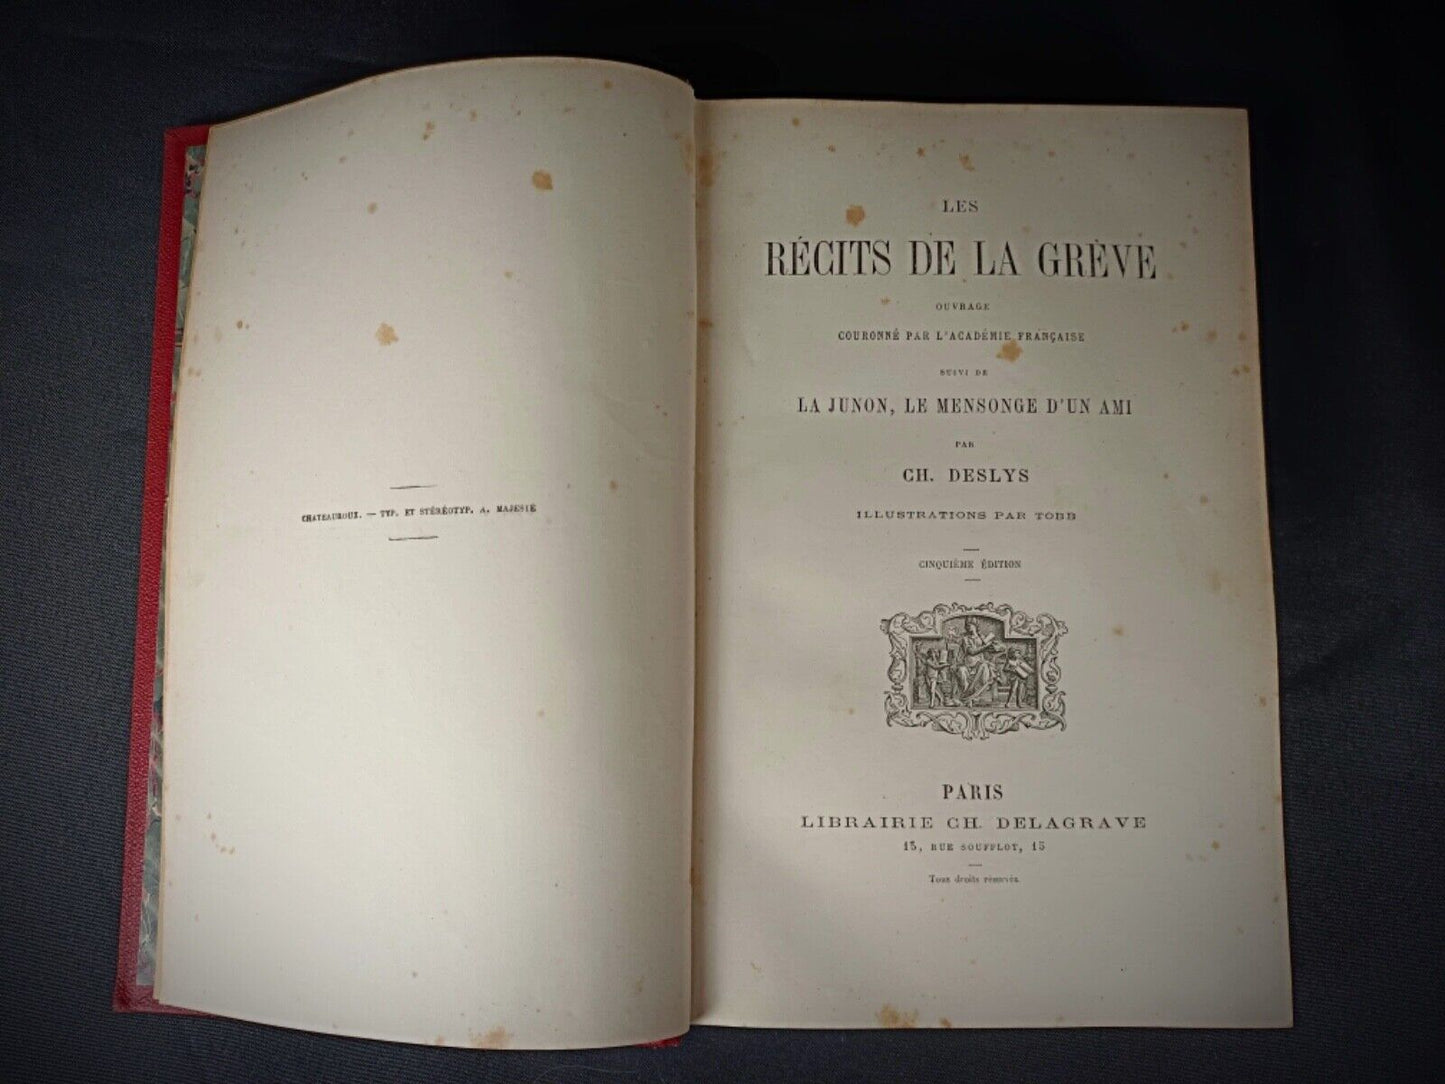 CHATEAUROUX. — TYP. ET STÉRÉOTYP. A. MAJESTÉ
LES
RÉCITS DE LA GRÈVE
OUVRAGE
COURONNÉ PAR L'ACADÉMIE FRANÇAISE
SUIVI DE
LA JUNON, LE MENSONGE D'UN AMI
PAR
CH. DESLYS
ILLUSTRATIONS PAR TOBB
CINQUIÈME ÉDITION
PARIS
LIBRAIRIE CH. DELAGRAVE
15, RUE SOUFFLOT, 15
Tous droits réservés.